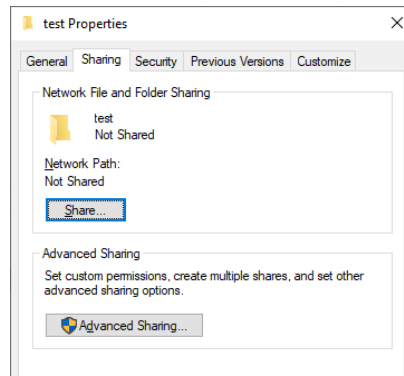 test Properties
General Sharing Security Previous Versions Customize
Network File and Folder Sharing
test
Not Shared
Network Path:
Not Shared
Share...
Advanced Sharing
Set custom permissions, create multiple shares, and set other
advanced sharing options.
Advanced Sharing...